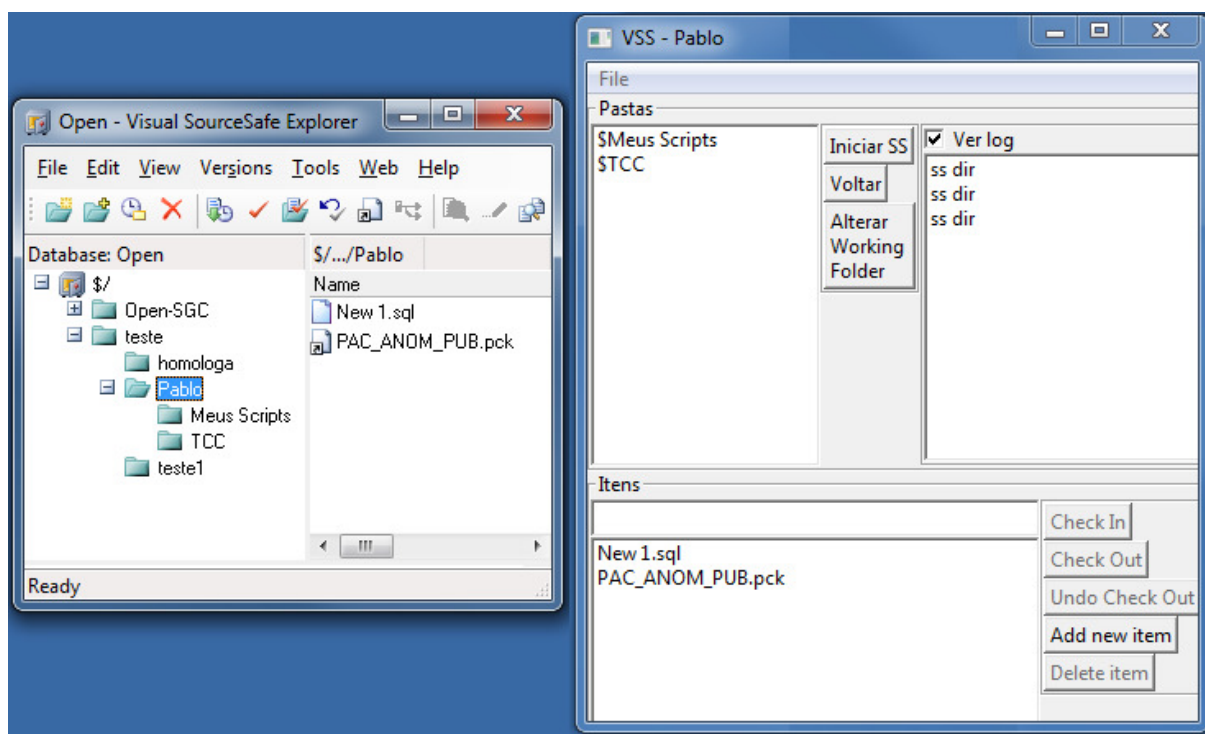 Open - Visual SourceSafe Explorer
File Edit View Versions Tools Web Help
Database: Open
$/.../Pablo
$/
Open-SGC
teste
homologa
Pablo
Meus Scripts
TCC
teste1
Name
New 1.sql
PAC_ANOM_PUB.pck
Ready
VSS - Pablo
File
Pastas
$Meus Scripts
$TCC
Iniciar SS
Voltar
Alterar
Working
Folder
Ver log
ss dir
ss dir
ss dir
Itens
New 1.sql
PAC_ANOM_PUB.pck
Check In
Check Out
Undo Check Out
Add new item
Delete item